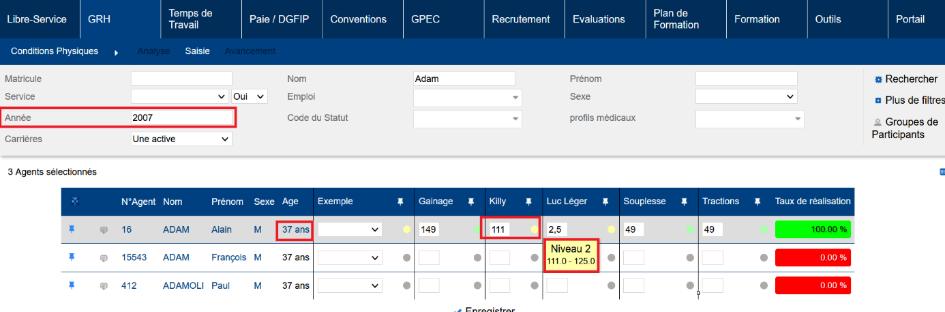 Libre-Service GRH Temps de Travail Paie / DGFIP Conventions GPEC Recrutement Evaluations Plan de Formation Formation Outils Portail
Conditions Physiques Analyse Saisie Avancement
Matricule Nom Adam Prénom
Rechercher
Service Oui Emploi Sexe
Plus de filtres
Année 2007 Code du Statut profils médicaux
Groupes de Participants
Carrières Une active
3 Agents sélectionnés
N°Agent Nom Prénom Sexe Age Exemple Gainage Killy Luc Léger Souplesse Tractions Taux de réalisation
16 ADAM Alain M 37 ans 149 111 2,5 49 49 100.00 %
Niveau 2
111.0 - 125.0
15543 ADAM François M 37 ans 0.00 %
412 ADAMOLI Paul M 37 ans 0.00 %
Enregistrer